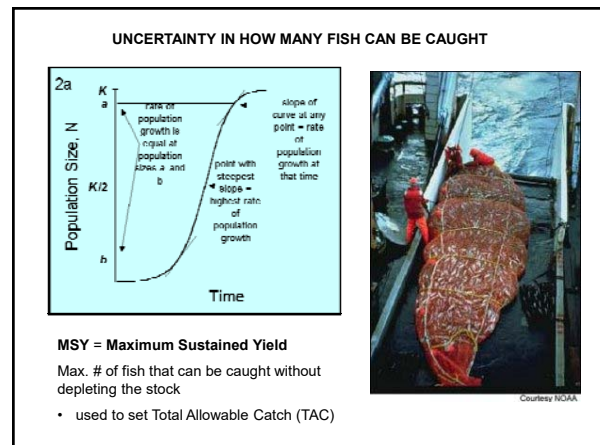 UNCERTAINTY IN HOW MANY FISH CAN BE CAUGHT
2a
K
a
K/2
b
Population Size, N
Time
rate of
population
growth is
equal at
population
sizes a and
b
point with
steepest
slope =
highest rate
of
population
growth
slope of
curve at any
point = rate
of
population
growth at
that time
MSY = Maximum Sustained Yield
Max. # of fish that can be caught without
depleting the stock
• used to set Total Allowable Catch (TAC)
Courtesy NOAA